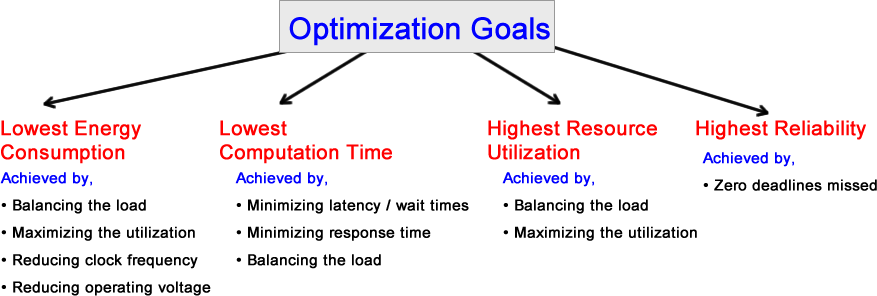 Optimization Goals
Lowest Energy
Consumption
Achieved by,
• Balancing the load
• Maximizing the utilization
• Reducing clock frequency
• Reducing operating voltage
Lowest
Computation Time
Achieved by,
• Minimizing latency / wait times
• Minimizing response time
• Balancing the load
Highest Resource
Utilization
Achieved by,
• Balancing the load
• Maximizing the utilization
Highest Reliability
Achieved by,
• Zero deadlines missed